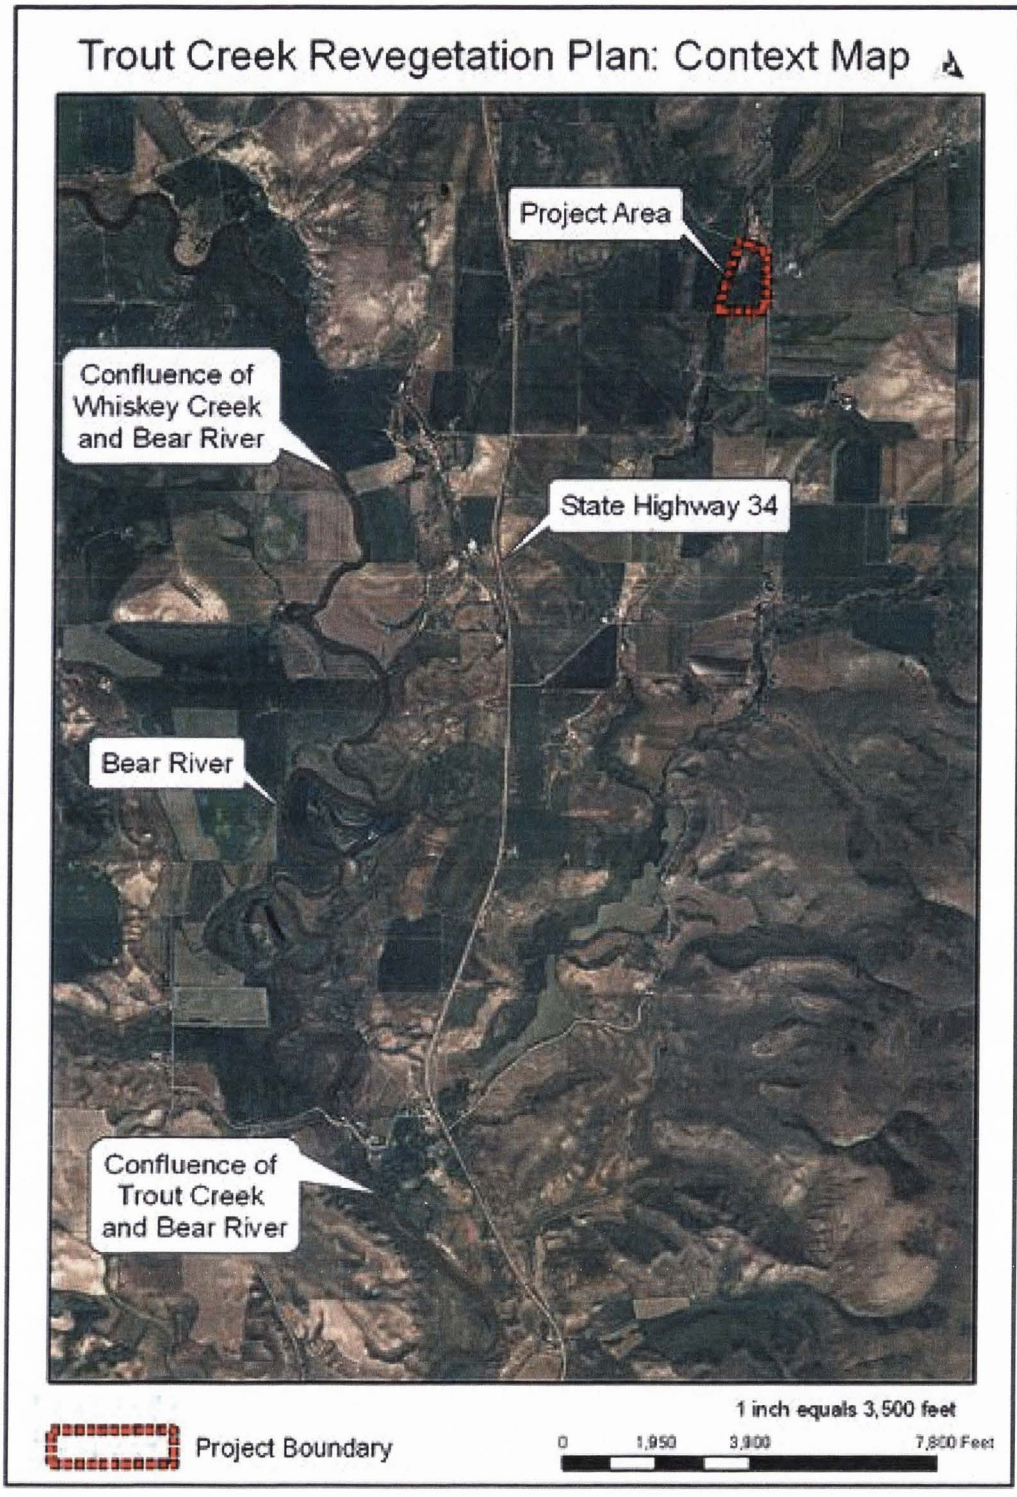 Trout Creek Revegetation Plan: Context Map
Project Area
Confluence of
Whiskey Creek
and Bear River
State Highway 34
Bear River
Confluence of
Trout Creek
and Bear River
1 inch equals 3,500 feet
Project Boundary
0 1,950 3,900 7,800 Feet